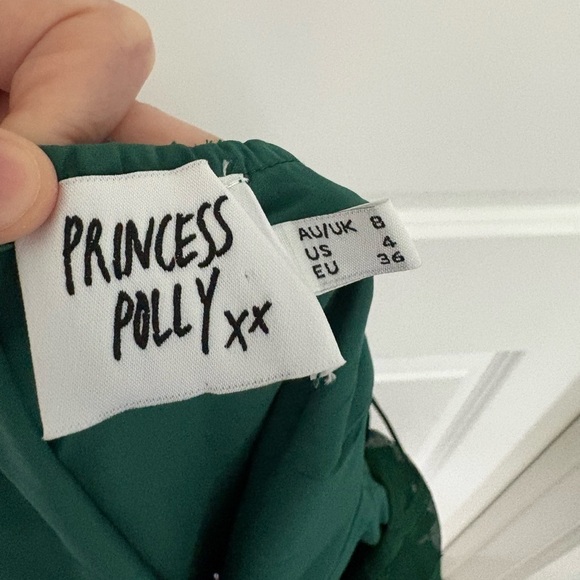 PRINCESS
POLLY xx
AU/UK 8
US 4
EU 36